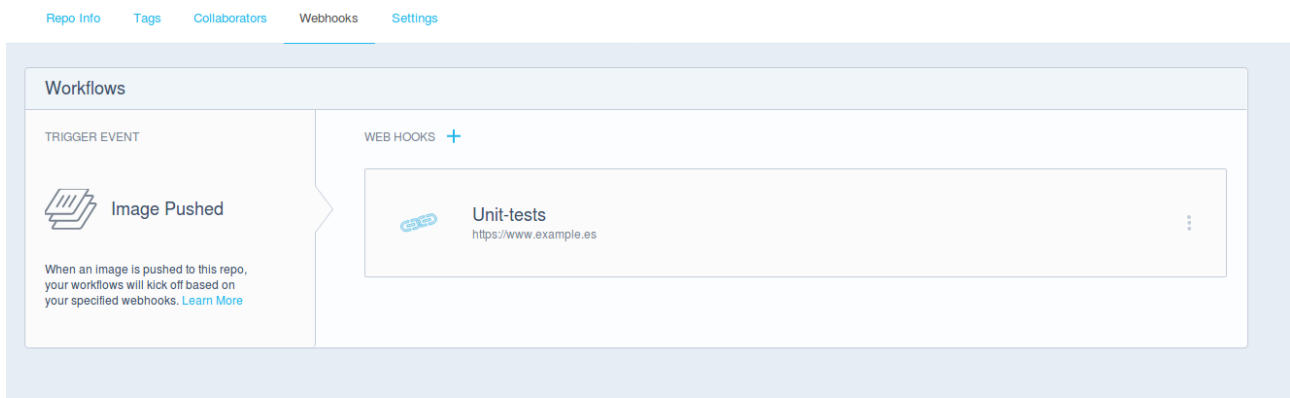 Repo Info Tags Collaborators Webhooks Settings
Workflows
TRIGGER EVENT
Image Pushed
When an image is pushed to this repo,
your workflows will kick off based on
your specified webhooks. Learn More
WEB HOOKS +
Unit-tests
https://www.example.es